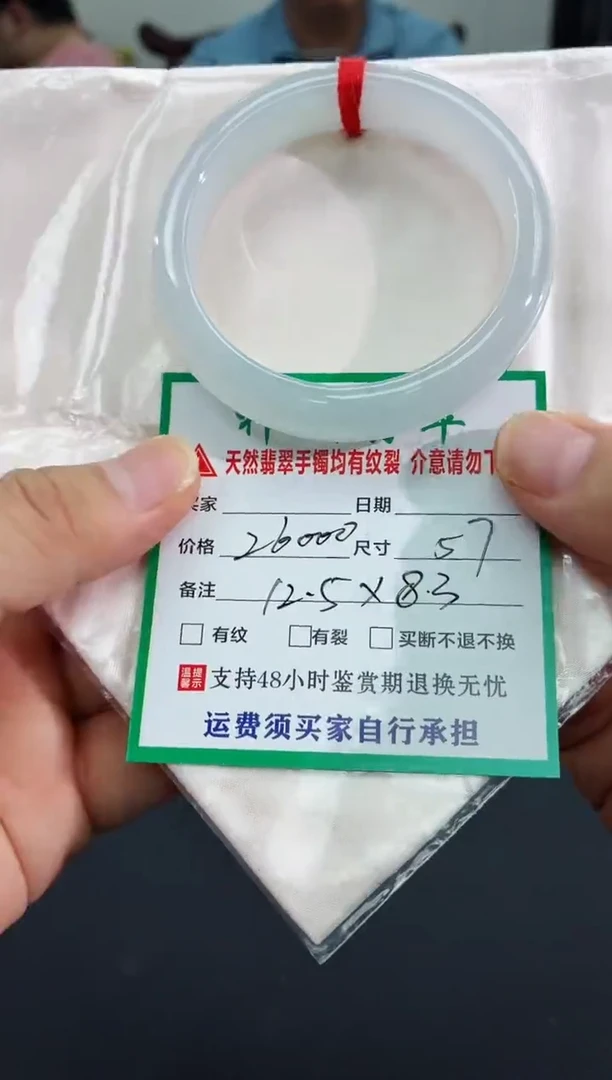 天然翡翠手镯均有纹裂 介意请勿
买家 日期
价格 26000 尺寸 57
备注 12.5×8.3
□ 有纹 □有裂 □ 买断不退不换
温馨提示 支持48小时鉴赏期退换无忧
运费须买家自行承担